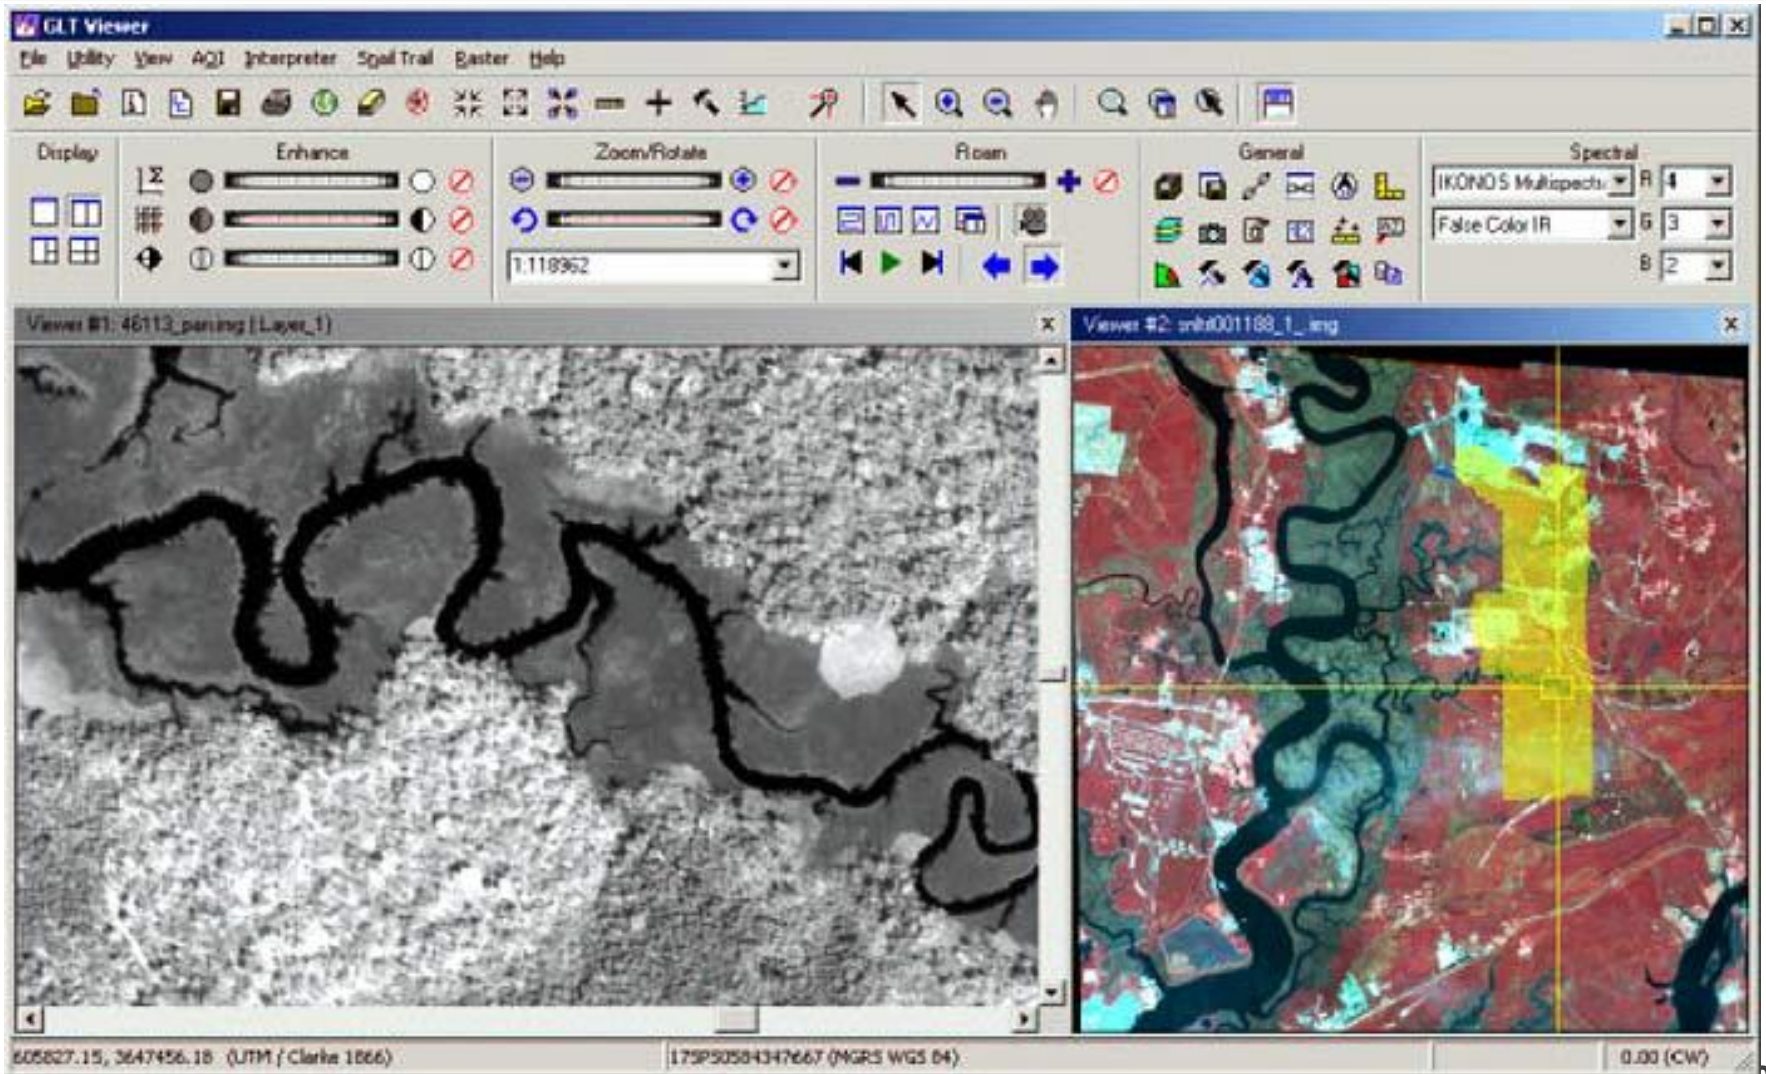 GLT Viewer
File Utility View AOI Interpreter Snail Trail Raster Help
Display Enhance Zoom/Rotate Roam General Spectral
IKONOS Multispect R 4
False Color IR G 3
1:118962 B 2
Viewer #1: 46113_pan.img (Layer_1) Viewer #2:
605827.15, 3647456.18 (UTM / Clarke 1866) (MGRS WGS 84) 0.00 (CW)